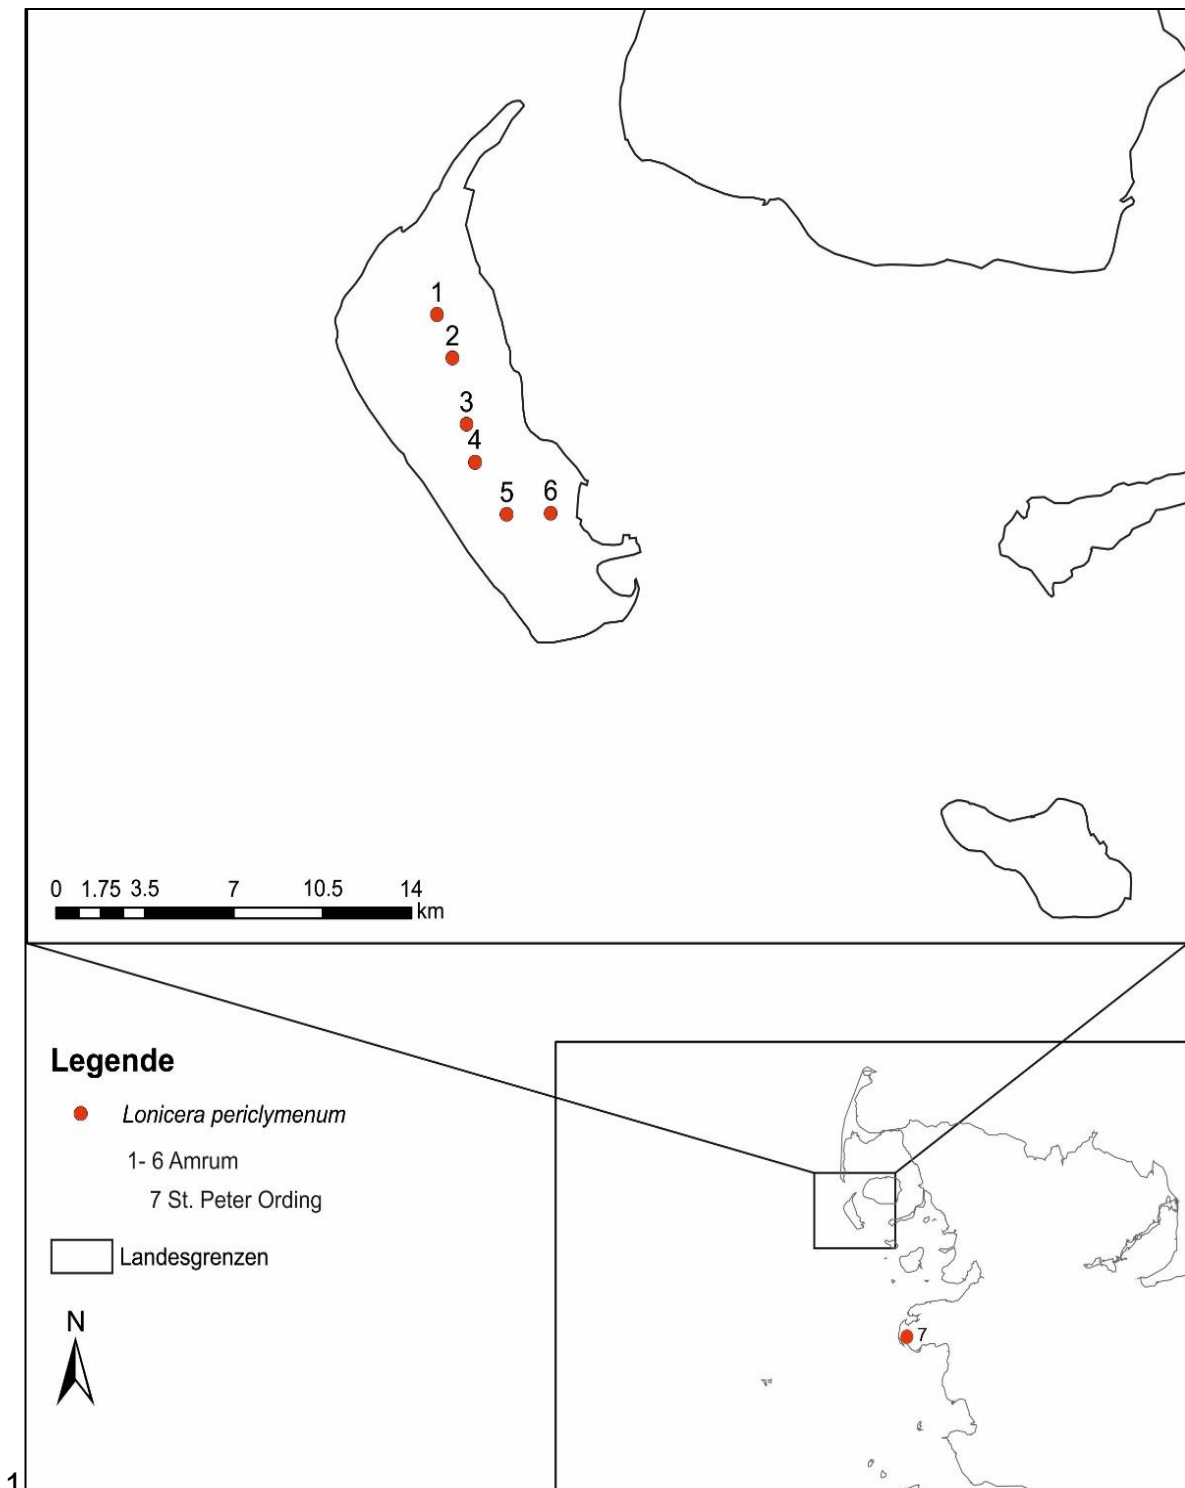 1
2
3
4
5 6
0 1.75 3.5 7 10.5 14
km
Legende
Lonicera periclymenum
1- 6 Amrum
7 St. Peter Ording
Landesgrenzen
N
7
1